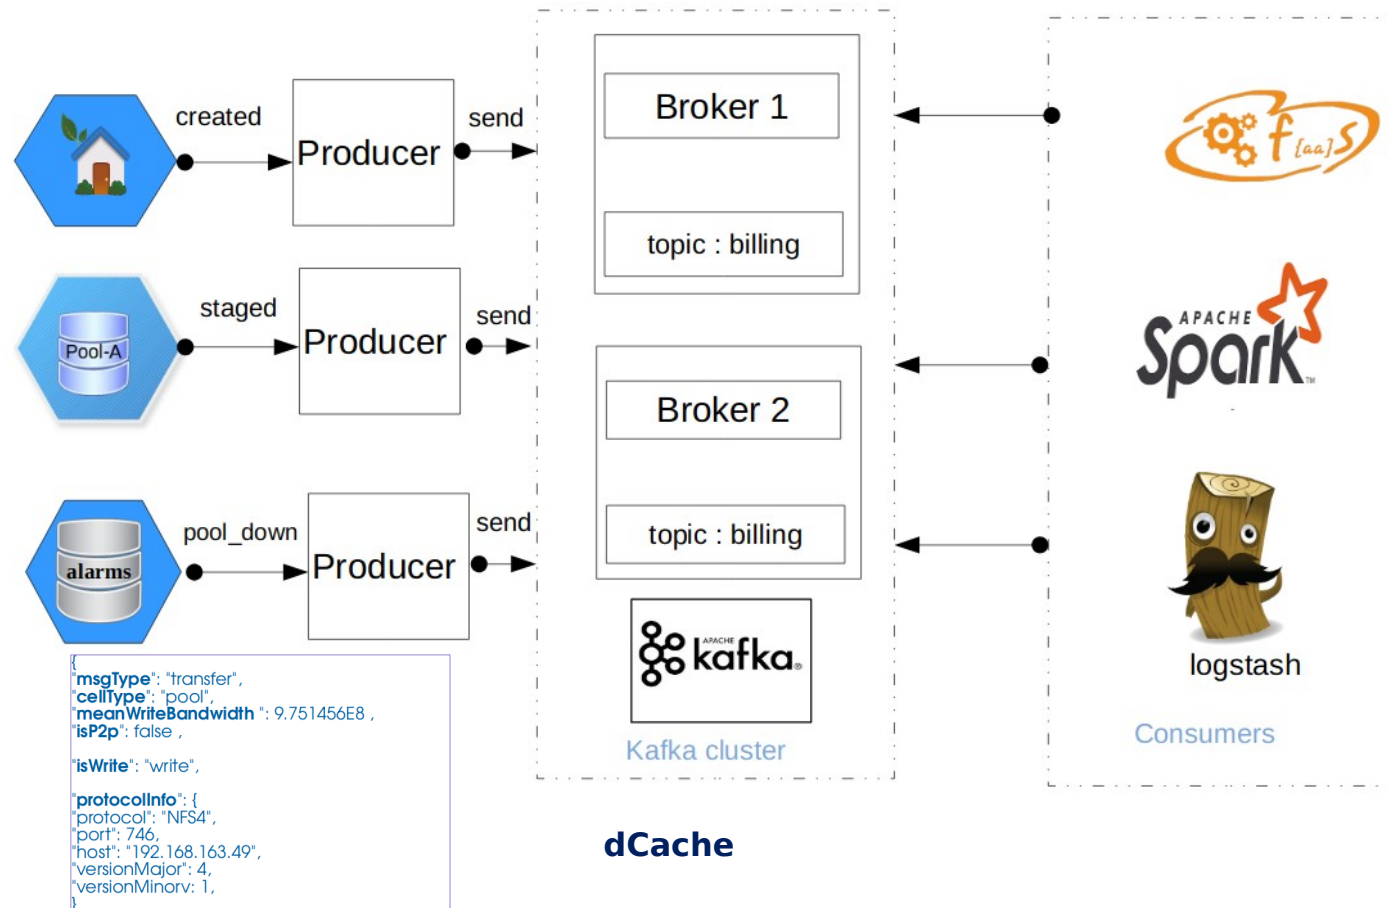 created
Producer
send
Broker 1
topic : billing
f{aa}s
Pool-A
staged
Producer
send
APACHE
Spark™
Broker 2
topic : billing
alarms
pool_down
Producer
send
APACHE
kafka®
Kafka cluster
logstash
Consumers
{
"msgType": "transfer",
"cellType": "pool",
"meanWriteBandwidth ": 9.751456E8 ,
"isP2p": false ,
"isWrite": "write",
"protocolInfo": {
"protocol": "NFS4",
"port": 746,
"host": "192.168.163.49",
"versionMajor": 4,
"versionMinorv: 1,
}
dCache